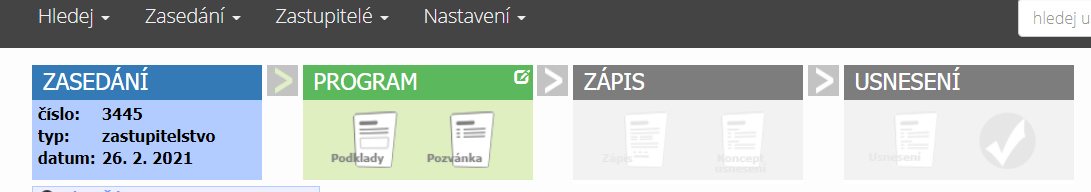 Hledej Zasedání Zastupitelé Nastavení hledej u
ZASEDÁNÍ > PROGRAM > ZÁPIS > USNESENÍ
číslo: 3445
typ: zastupitelstvo
datum: 26. 2. 2021
Podklady Pozvánka Zápis Koncept usnesení Usnesení